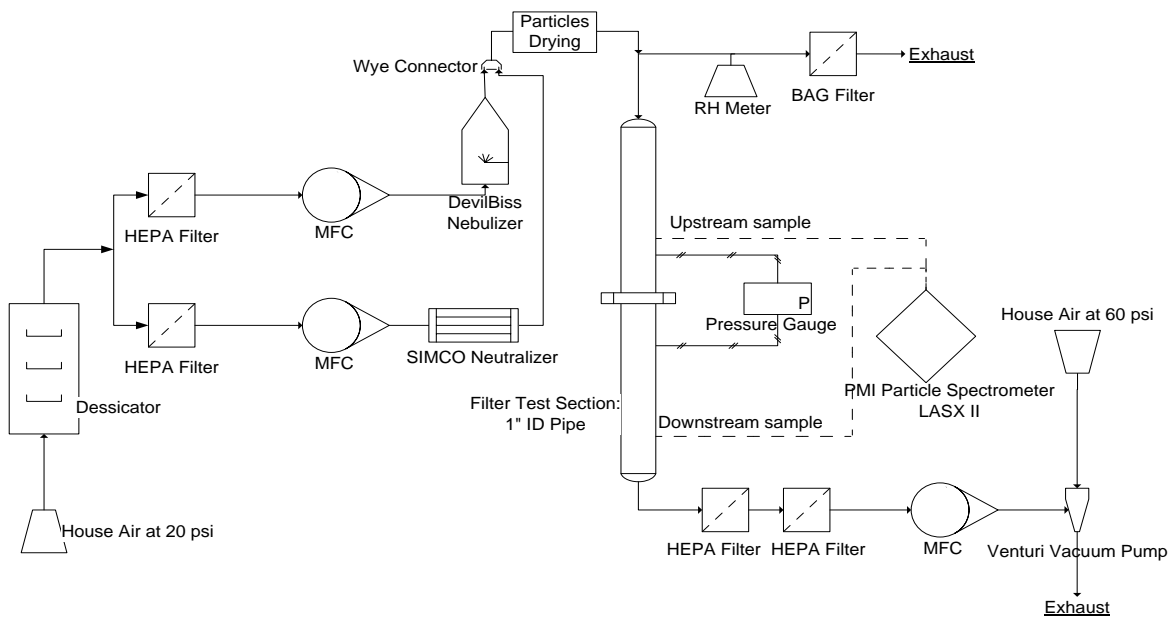 Particles
Drying
Wye Connector
Exhaust
RH Meter
BAG Filter
DevilBiss
Nebulizer
HEPA Filter
MFC
Upstream sample
P
Pressure Gauge
House Air at 60 psi
HEPA Filter
MFC
SIMCO Neutralizer
Dessicator
PMI Particle Spectrometer
LASX II
Filter Test Section:
1" ID Pipe
Downstream sample
House Air at 20 psi
HEPA Filter
HEPA Filter
MFC
Venturi Vacuum Pump
Exhaust